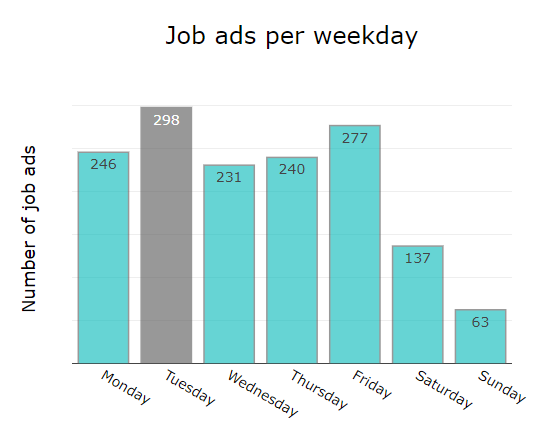 Job ads per weekday
Number of job ads
246
298
231
240
277
137
63
Monday
Tuesday
Wednesday
Thursday
Friday
Saturday
Sunday